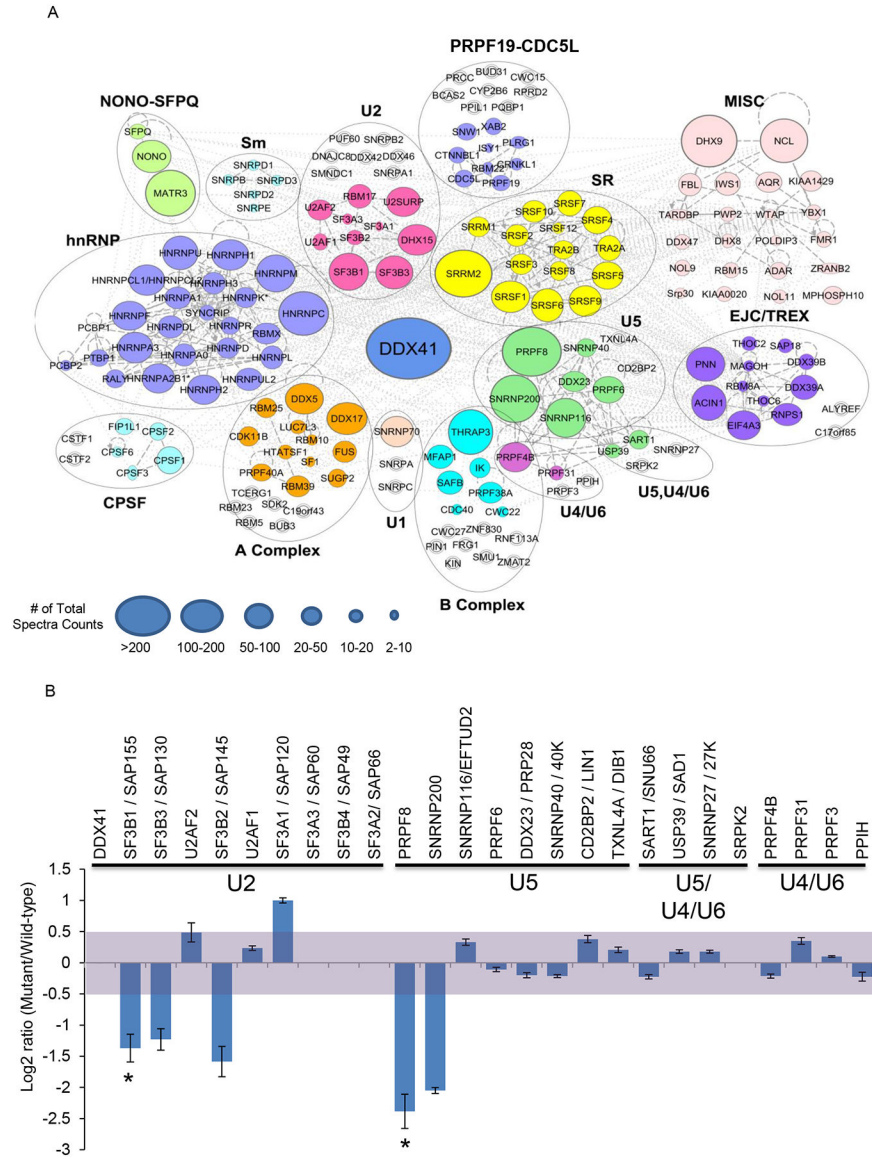 A
PRPF19-CDC5L
PRCC
BUD31
CWC15
BCAS2
CYP2B6
RPRD2
PPIL1
PQBP1
SNW1
XAB2
PLRG1
ISY1
CTNNBL1
CRNKL1
RBM22
CDC5L
PRPF19
NONO-SFPQ
SFPQ
NONO
MATR3
Sm
SNRPD1
SNRPB
SNRPD3
SNRPD2
SNRPE
U2
PUF60
SNRPB2
DNAJC8
DDX42
DDX46
SMNDC1
SNRPA1
RBM17
U2AF2
U2SURP
SF3A3
SF3A1
U2AF1
SF3B2
DHX15
SF3B1
SF3B3
SR
SRSF7
SRSF10
SRSF4
SRRM1
SRSF12
SRSF2
TRA2B
TRA2A
SRRM2
SRSF3
SRSF8
SRSF5
SRSF1
SRSF6
SRSF9
MISC
DHX9
NCL
FBL
IWS1
AQR
KIAA1429
TARDBP
PWP2
WTAP
YBX1
DDX47
DHX8
POLDIP3
FMR1
NOL9
RBM15
ADAR
ZRANB2
Srp30
KIAA0020
NOL11
MPHOSPH10
hnRNP
HNRNPU
HNRNPH1
HNRNPCL1/HNRNPCL2
HNRNPH3
HNRNPM
HNRNPA1
HNRNPK*
HNRNPF
SYNCRIP
HNRNPC
HNRNPDL
HNRNPR
PCBP1
RBMX
HNRNPA3
HNRNPD
PTBP1
HNRNPA0
HNRNPL
PCBP2
RALY
HNRNPA2B1*
HNRNPUL2
HNRNPH2
DDX41
U5
TXNL4A
PRPF8
SNRNP40
CD2BP2
DDX23
PRPF6
SNRNP200
SNRNP116
EJC/TREX
THOC2
SAP18
PNN
MAGOH
DDX39B
RBM8A
DDX39A
ACIN1
THOC6
RNPS1
EIF4A3
ALYREF
C17orf85
CPSF
FIP1L1
CSTF1
CPSF2
CSTF2
CPSF6
CPSF1
CPSF3
A Complex
DDX5
RBM25
DDX17
LUC7L3
CDK11B
RBM10
HTATSF1
FUS
SF1
PRPF40A
SUGP2
RBM39
TCERG1
SDK2
C19orf43
RBM23
RBM5
BUB3
U1
SNRNP70
SNRPA
SNRPC
B Complex
THRAP3
MFAP1
IK
SAFB
PRPF38A
CDC40
CWC22
CWC27
ZNF830
RNF113A
PIN1
FRG1
SMU1
KIN
ZMAT2
U4/U6
PRPF4B
PRPF31
PPIH
PRPF3
U5,U4/U6
SART1
USP39
SNRNP27
SRPK2
# of Total
Spectra Counts
>200
100-200
50-100
20-50
10-20
2-10
B
DDX41
SF3B1 / SAP155
SF3B3 / SAP130
U2AF2
SF3B2 / SAP145
U2AF1
SF3A1 / SAP120
SF3A3 / SAP60
SF3B4 / SAP49
SF3A2/ SAP66
PRPF8
SNRNP200
SNRNP116/EFTUD2
PRPF6
DDX23 / PRP28
SNRNP40 / 40K
CD2BP2 / LIN1
TXNL4A / DIB1
SART1 /SNU66
USP39 / SAD1
SNRNP27 / 27K
SRPK2
PRPF4B
PRPF31
PRPF3
PPIH
U2
U5
U5/
U4/U6
U4/U6
Log2 ratio (Mutant/Wild-type)
1.5
1
0.5
0
-0.5
-1
-1.5
-2
-2.5
-3
*
*